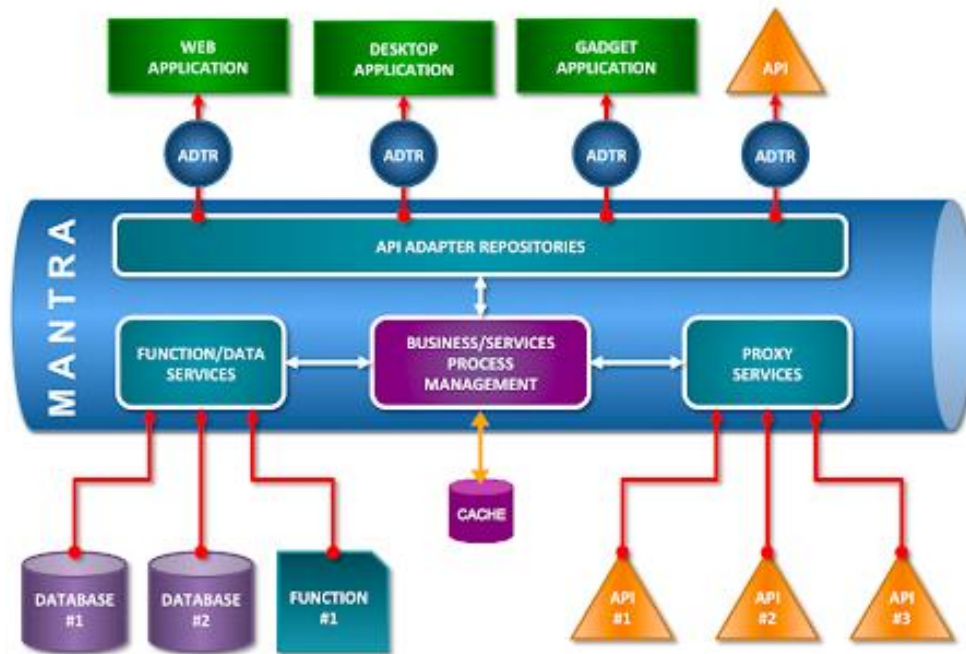 WEB
APPLICATION
DESKTOP
APPLICATION
GADGET
APPLICATION
API
ADTR
ADTR
ADTR
ADTR
MANTRA
API ADAPTER REPOSITORIES
FUNCTION/DATA
SERVICES
BUSINESS/SERVICES
PROCESS
MANAGEMENT
PROXY
SERVICES
CACHE
DATABASE
#1
DATABASE
#2
FUNCTION
#1
API
#1
API
#2
API
#3